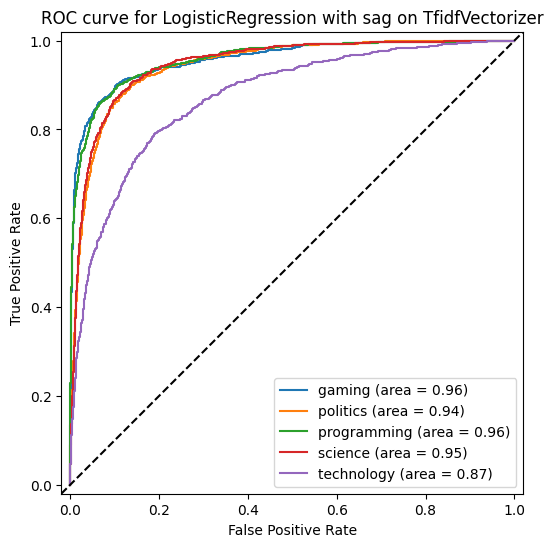 ROC curve for LogisticRegression with sag on TfidfVectorizer
True Positive Rate
1.0
0.8
0.6
0.4
0.2
0.0
gaming (area = 0.96)
politics (area = 0.94)
programming (area = 0.96)
science (area = 0.95)
technology (area = 0.87)
0.0 0.2 0.4 0.6 0.8 1.0
False Positive Rate